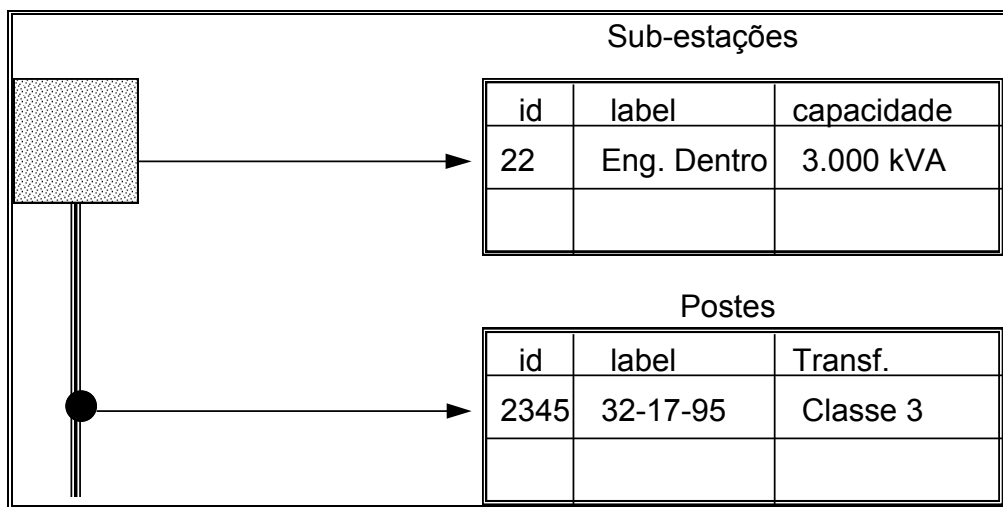 Sub-estações
id label capacidade
22 Eng. Dentro 3.000 kVA
Postes
id label Transf.
2345 32-17-95 Classe 3